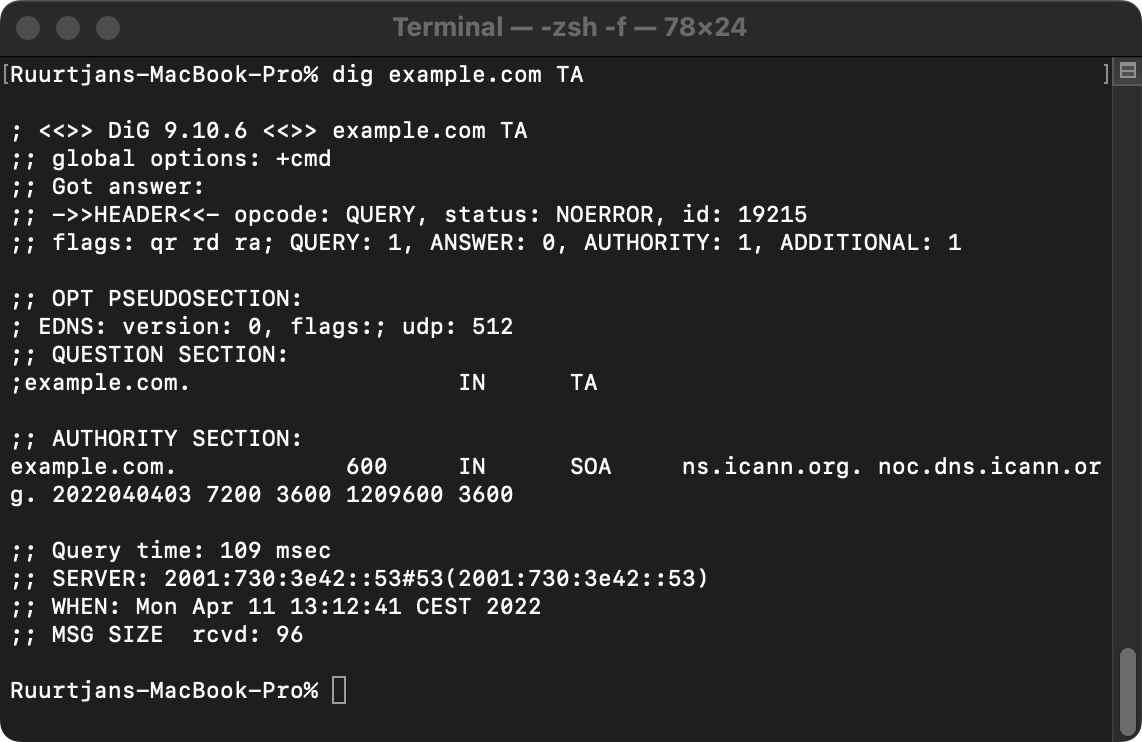 Terminal — -zsh -f — 78×24
[Ruurtjans-MacBook-Pro% dig example.com TA ]
; <<>> DiG 9.10.6 <<>> example.com TA
;; global options: +cmd
;; Got answer:
;; ->>HEADER<<- opcode: QUERY, status: NOERROR, id: 19215
;; flags: qr rd ra; QUERY: 1, ANSWER: 0, AUTHORITY: 1, ADDITIONAL: 1
;; OPT PSEUDOSECTION:
; EDNS: version: 0, flags:; udp: 512
;; QUESTION SECTION:
;example.com. IN TA
;; AUTHORITY SECTION:
example.com. 600 IN SOA ns.icann.org. noc.dns.icann.or
g. 2022040403 7200 3600 1209600 3600
;; Query time: 109 msec
;; SERVER: 2001:730:3e42::53#53(2001:730:3e42::53)
;; WHEN: Mon Apr 11 13:12:41 CEST 2022
;; MSG SIZE  rcvd: 96
Ruurtjans-MacBook-Pro%